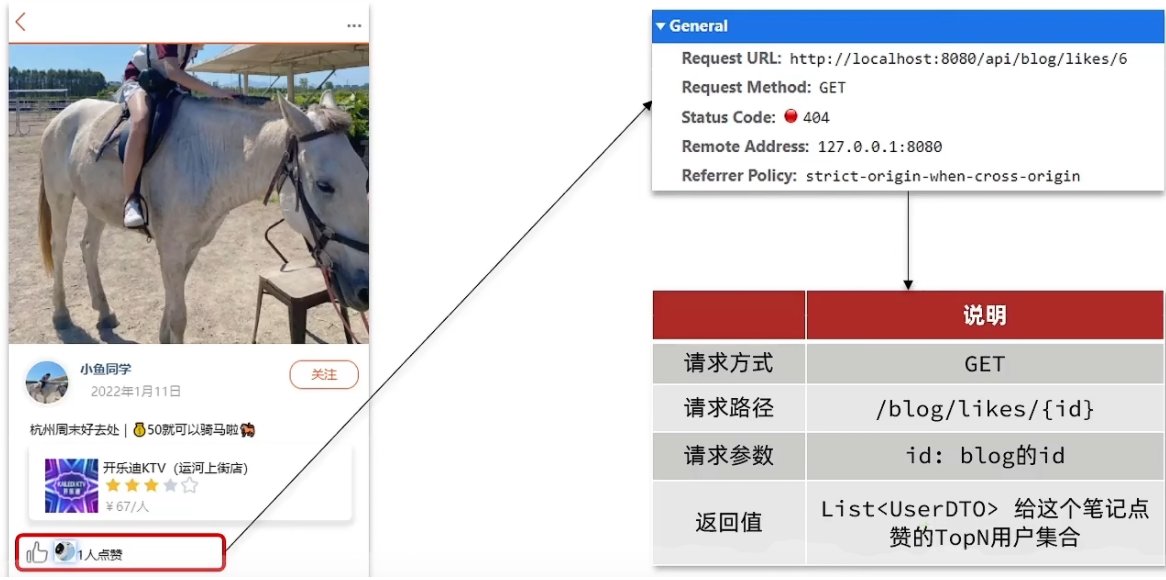 小鱼同学
2022年1月11日
关注
杭州周末好去处 | 💰50就可以骑马啦🐎
KAILEDI KTV
开乐迪
开乐迪KTV（运河上街店）
￥67/人
1人点赞
General
Request URL: http://localhost:8080/api/blog/likes/6
Request Method: GET
Status Code: 404
Remote Address: 127.0.0.1:8080
Referrer Policy: strict-origin-when-cross-origin
说明
请求方式 GET
请求路径 /blog/likes/{id}
请求参数 id: blog的id
返回值 List<UserDTO> 给这个笔记点
赞的TopN用户集合